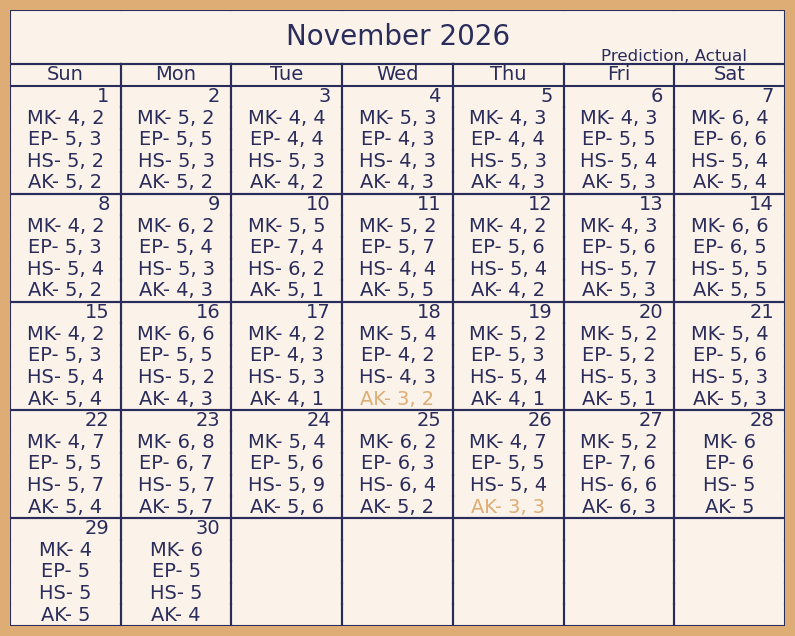 November 2026
Prediction, Actual
Sun Mon Tue Wed Thu Fri Sat
1 2 3 4 5 6 7
MK- 4, 2 MK- 5, 2 MK- 4, 4 MK- 5, 3 MK- 4, 3 MK- 4, 3 MK- 6, 4
EP- 5, 3 EP- 5, 5 EP- 4, 4 EP- 4, 3 EP- 4, 4 EP- 5, 5 EP- 6, 6
HS- 5, 2 HS- 5, 3 HS- 5, 3 HS- 4, 3 HS- 5, 3 HS- 5, 4 HS- 5, 4
AK- 5, 2 AK- 5, 2 AK- 4, 2 AK- 4, 3 AK- 4, 3 AK- 5, 3 AK- 5, 4
8 9 10 11 12 13 14
MK- 4, 2 MK- 6, 2 MK- 5, 5 MK- 5, 2 MK- 4, 2 MK- 4, 3 MK- 6, 6
EP- 5, 3 EP- 5, 4 EP- 7, 4 EP- 5, 7 EP- 5, 6 EP- 5, 6 EP- 6, 5
HS- 5, 4 HS- 5, 3 HS- 6, 2 HS- 4, 4 HS- 5, 4 HS- 5, 7 HS- 5, 5
AK- 5, 2 AK- 4, 3 AK- 5, 1 AK- 5, 5 AK- 4, 2 AK- 5, 3 AK- 5, 5
15 16 17 18 19 20 21
MK- 4, 2 MK- 6, 6 MK- 4, 2 MK- 5, 4 MK- 5, 2 MK- 5, 2 MK- 5, 4
EP- 5, 3 EP- 5, 5 EP- 4, 3 EP- 4, 2 EP- 5, 3 EP- 5, 2 EP- 5, 6
HS- 5, 4 HS- 5, 2 HS- 5, 3 HS- 4, 3 HS- 5, 4 HS- 5, 3 HS- 5, 3
AK- 5, 4 AK- 4, 3 AK- 4, 1 AK- 3, 2 AK- 4, 1 AK- 5, 1 AK- 5, 3
22 23 24 25 26 27 28
MK- 4, 7 MK- 6, 8 MK- 5, 4 MK- 6, 2 MK- 4, 7 MK- 5, 2 MK- 6
EP- 5, 5 EP- 6, 7 EP- 5, 6 EP- 6, 3 EP- 5, 5 EP- 7, 6 EP- 6
HS- 5, 7 HS- 5, 7 HS- 5, 9 HS- 6, 4 HS- 5, 4 HS- 6, 6 HS- 5
AK- 5, 4 AK- 5, 7 AK- 5, 6 AK- 5, 2 AK- 3, 3 AK- 6, 3 AK- 5
29 30
MK- 4 MK- 6
EP- 5 EP- 5
HS- 5 HS- 5
AK- 5 AK- 4